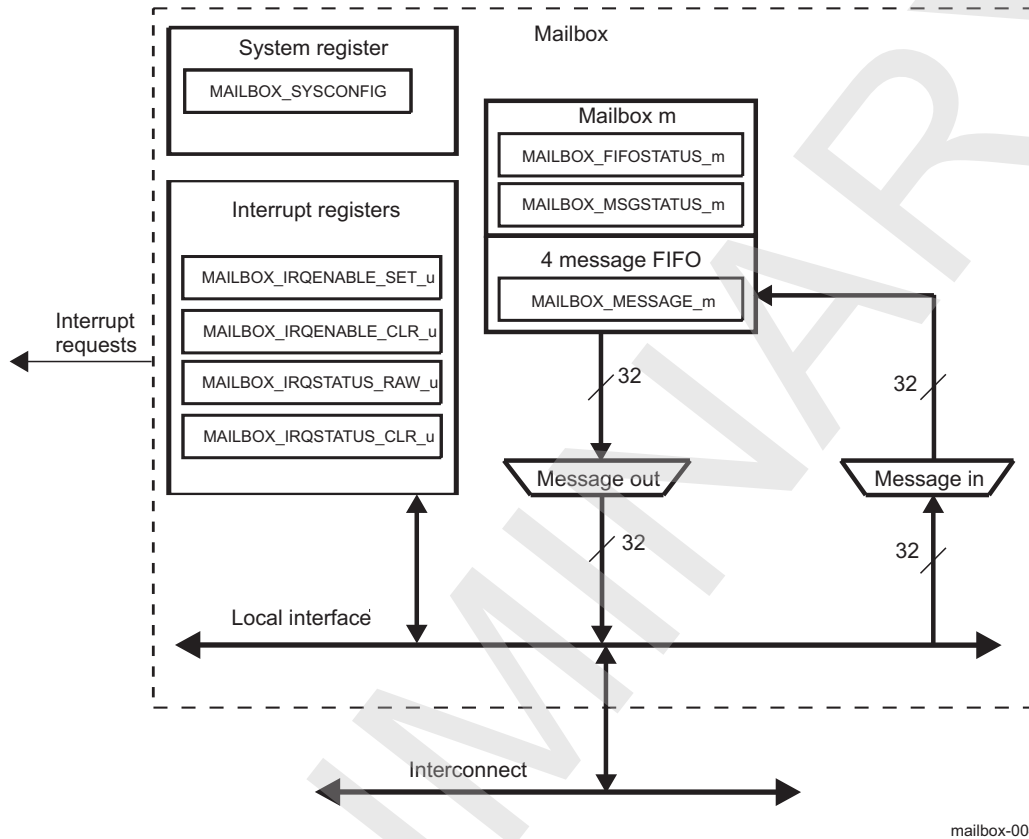 Mailbox
System register
MAILBOX_SYSCONFIG
Mailbox m
MAILBOX_FIFOSTATUS_m
MAILBOX_MSGSTATUS_m
4 message FIFO
MAILBOX_MESSAGE_m
Interrupt registers
MAILBOX_IRQENABLE_SET_u
MAILBOX_IRQENABLE_CLR_u
MAILBOX_IRQSTATUS_RAW_u
MAILBOX_IRQSTATUS_CLR_u
Interrupt
requests
32
32
Message out
Message in
32
32
Local interface
Interconnect
mailbox-00
IMINAR